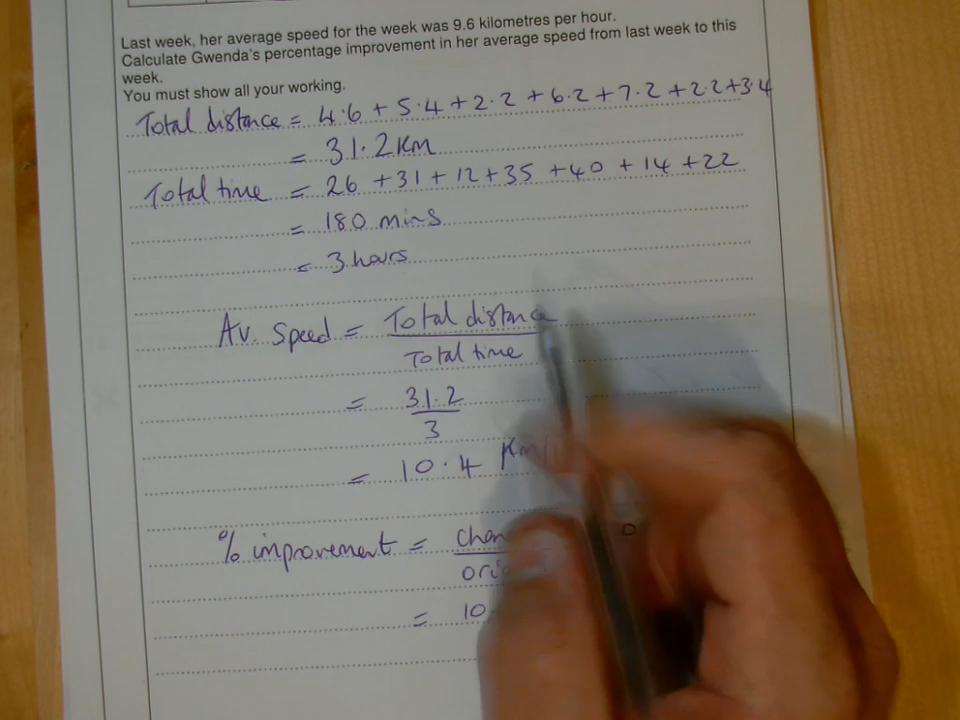 Last week, her average speed for the week was 9.6 kilometres per hour.
Calculate Gwenda's percentage improvement in her average speed from last week to this
week.
You must show all your working.
Total distance = 4.6 + 5.4 + 2.2 + 6.2 + 7.2 + 2.2 + 3.4
= 31.2 Km
Total time = 26 + 31 + 12 + 35 + 40 + 14 + 22
= 180 mins
= 3 hours
Av. Speed = Total distance
Total time
= 31.2
3
= 10.4 Km/
% improvement =
= 10.